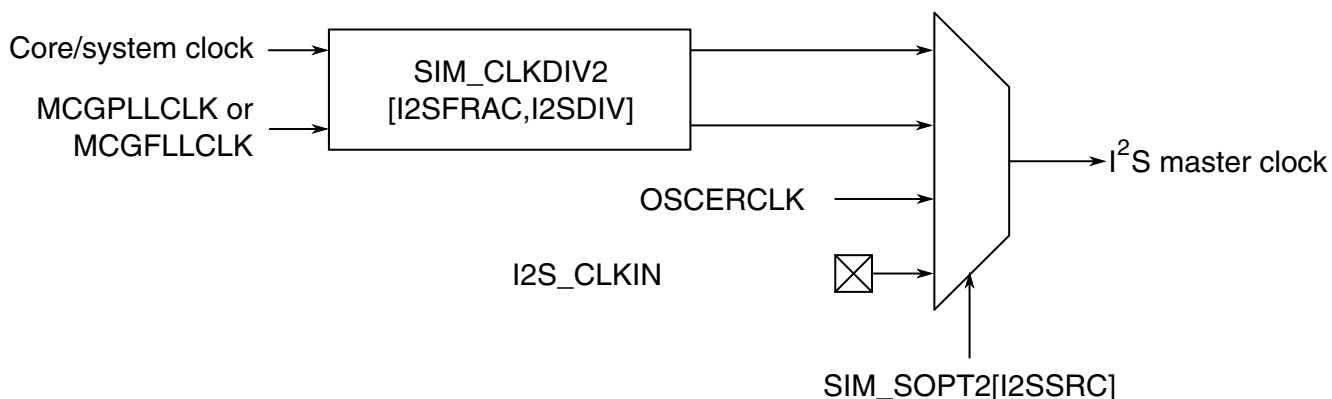 Core/system clock
MCGPLLCLK or
MCGFLLCLK
SIM_CLKDIV2
[I2SFRAC,I2SDIV]
OSCERCLK
I2S_CLKIN
I²S master clock
SIM_SOPT2[I2SSRC]